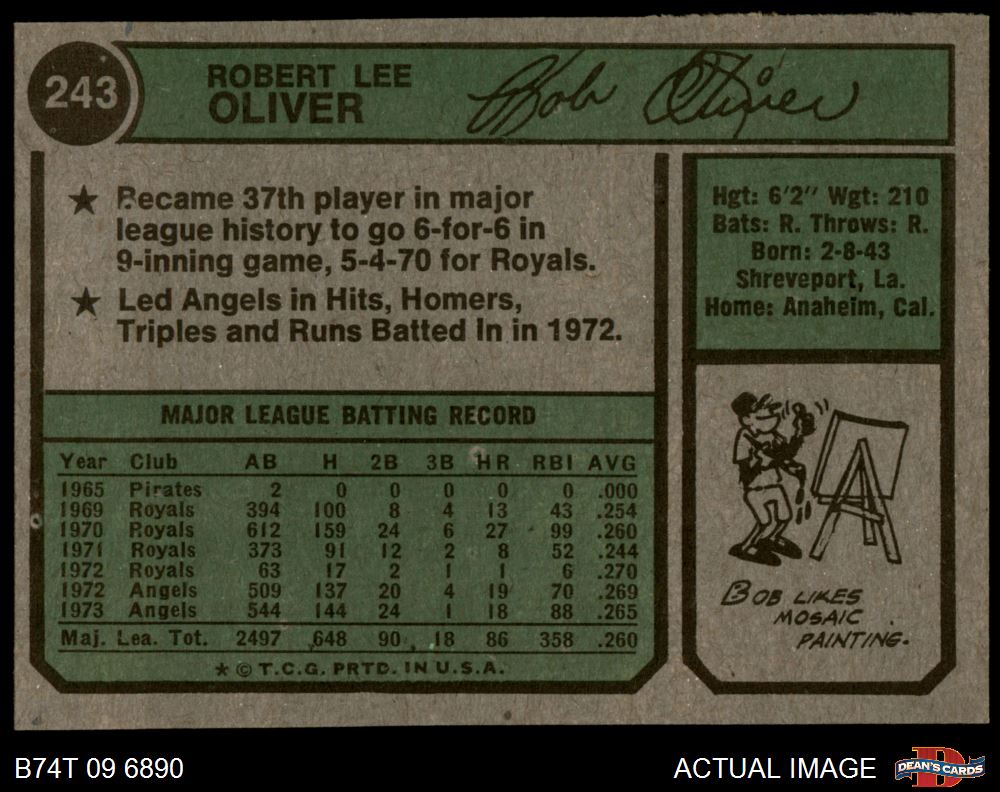 243
ROBERT LEE
OLIVER
Bob Oliver
★ Became 37th player in major
league history to go 6-for-6 in
9-inning game, 5-4-70 for Royals.
★ Led Angels in Hits, Homers,
Triples and Runs Batted In in 1972.
Hgt: 6'2" Wgt: 210
Bats: R. Throws: R.
Born: 2-8-43
Shreveport, La.
Home: Anaheim, Cal.
MAJOR LEAGUE BATTING RECORD
Year Club AB H 2B 3B HR RBI AVG
1965 Pirates 2 0 0 0 0 0 .000
1969 Royals 394 100 8 4 13 43 .254
1970 Royals 612 159 24 6 27 99 .260
1971 Royals 373 91 12 2 8 52 .244
1972 Royals 63 17 2 1 1 6 .270
1972 Angels 509 137 20 4 19 70 .269
1973 Angels 544 144 24 1 18 88 .265
Maj. Lea. Tot. 2497 648 90 18 86 358 .260
★ © T.C.G. PRTD. IN U.S.A.
BOB LIKES
MOSAIC
PAINTING.
B74T 09 6890
ACTUAL IMAGE
DEAN'S CARDS